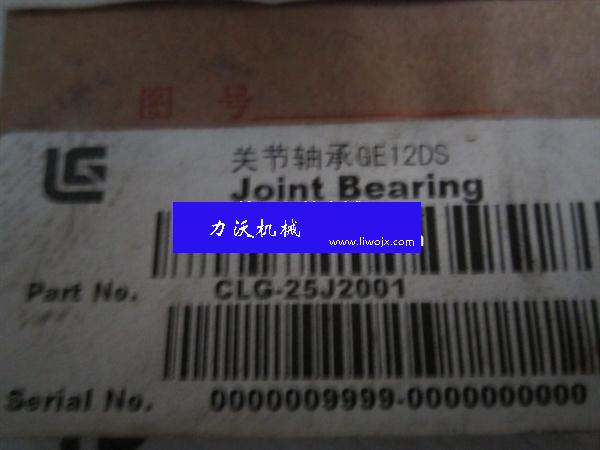 图 号
关节轴承GE12DS
Joint Bearing
力沃机械
www.liwojx.com
Part No. CLG-25J2001
Serial No. 0000009999-0000000000